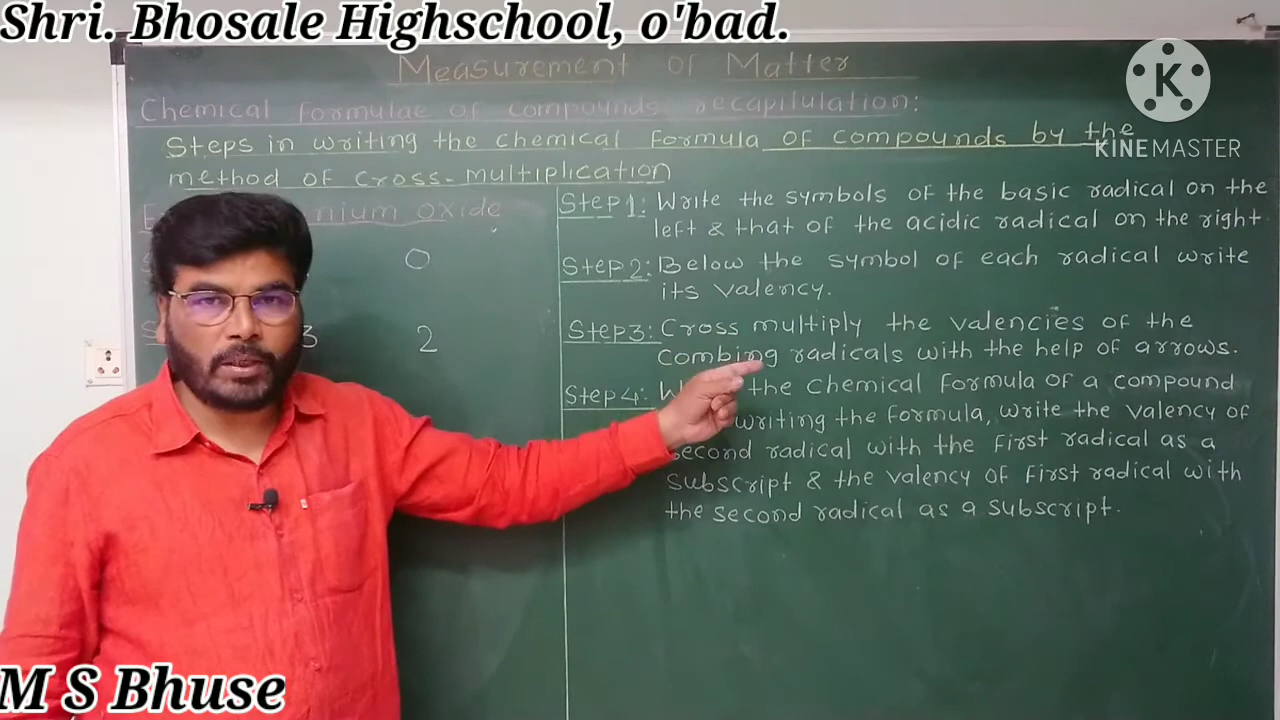 Shri. Bhosale Highschool, o'bad.
Measurement of Matter
K
KINEMASTER
Chemical formulae of compounds: recapitulation:
Steps in writing the chemical formula of compounds by the
method of cross-multiplication
oxide
O
3 2
Step1: Write the symbols of the basic radical on the
left & that of the acidic radical on the right
Step2: Below the symbol of each radical write
its valency.
Step3: Cross multiply the valencies of the
combing radicals with the help of arrows.
Step4: the chemical formula of a compound
writing the formula, write the valency of
second radical with the first radical as a
subscript & the valency of first radical with
the second radical as a subscript.
M S Bhuse